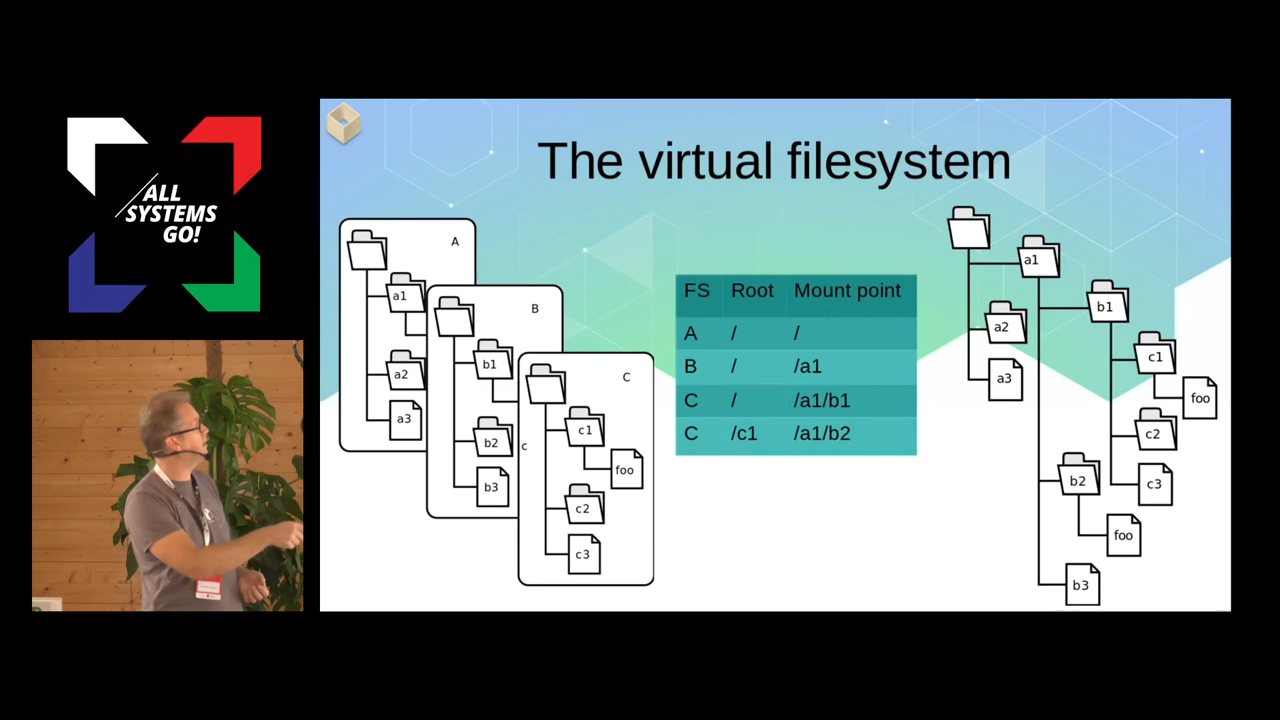 /ALL
SYSTEMS
GO!
The virtual filesystem
A
a1
a2
a3
B
b1
b2
b3
c
C
c1
foo
c2
c3
FS Root Mount point
A / /
B / /a1
C / /a1/b1
C /c1 /a1/b2
a1
b1
a2
c1
a3
foo
c2
b2
c3
foo
b3